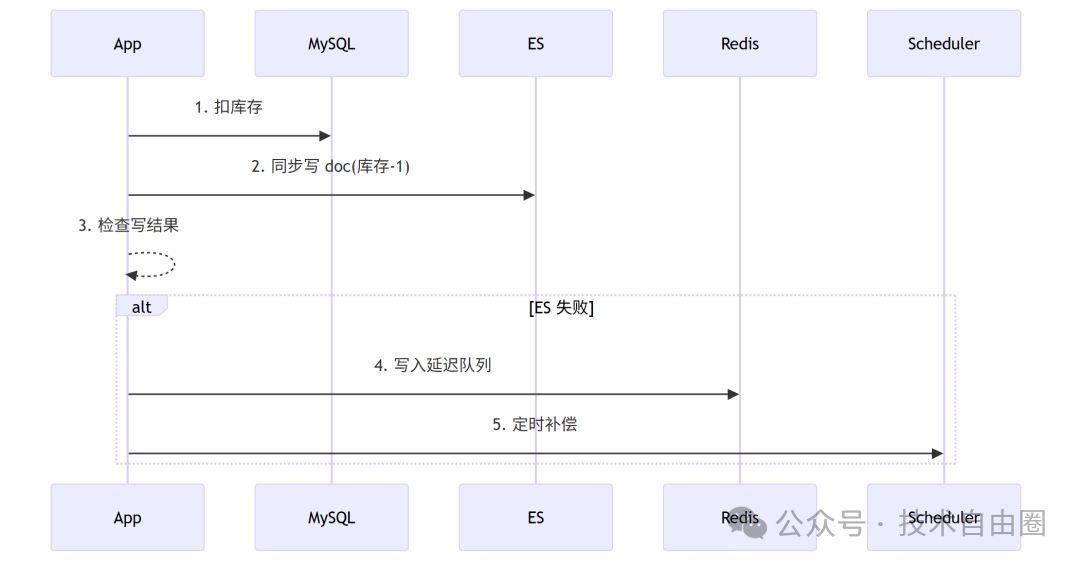 App MySQL ES Redis Scheduler
1. 扣库存
2. 同步写 doc(库存-1)
3. 检查写结果
alt [ES 失败]
4. 写入延迟队列
5. 定时补偿
App MySQL ES Redis Scheduler
公众号 · 技术自由圈